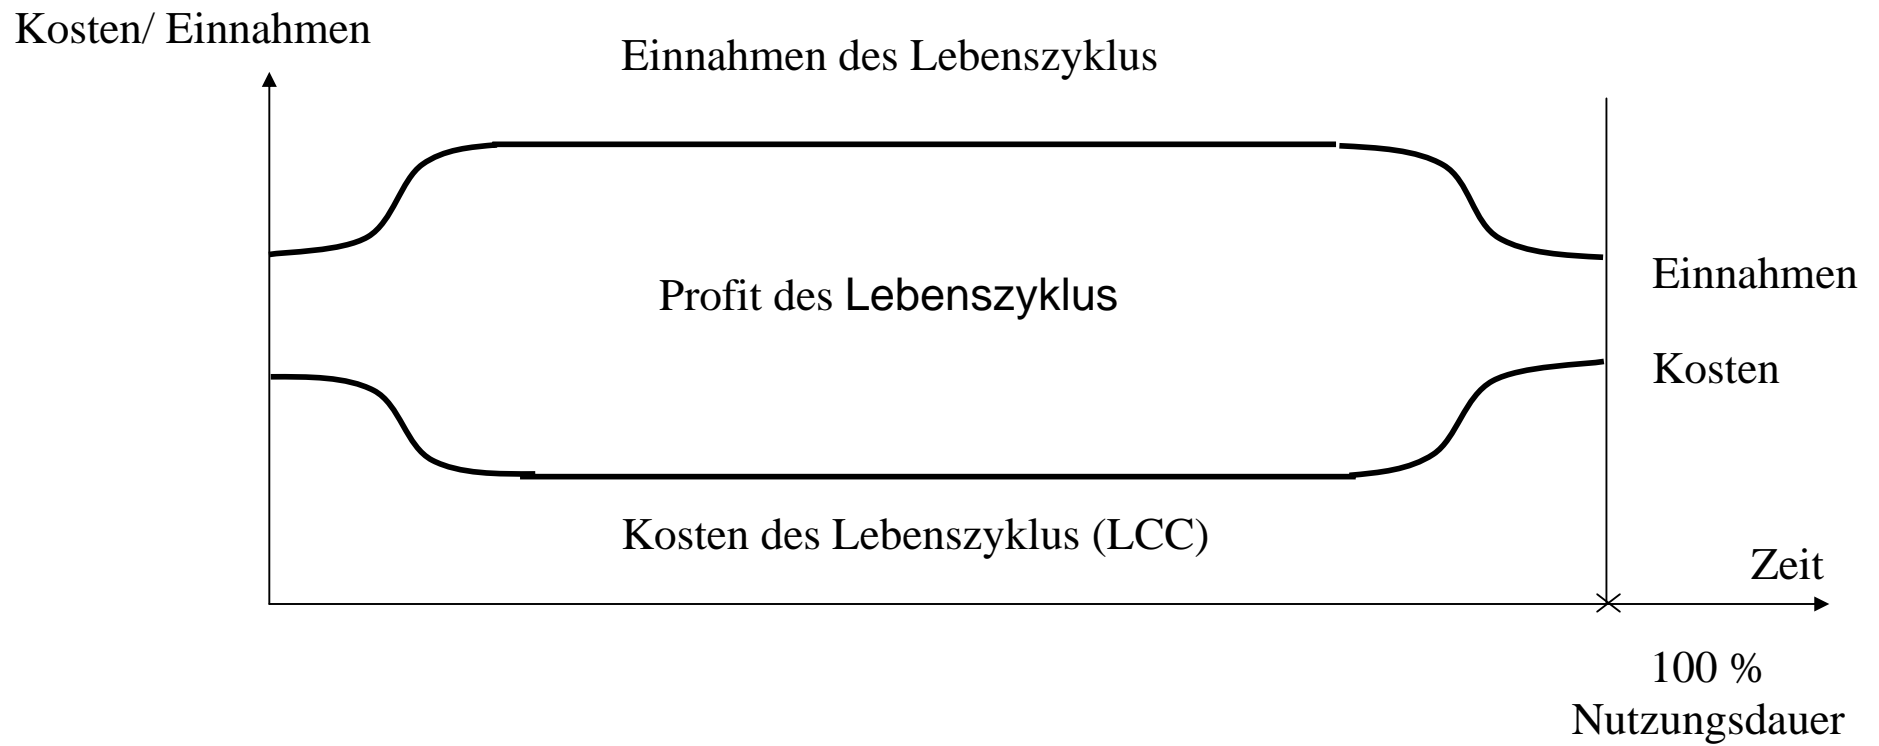 Kosten/ Einnahmen
Einnahmen des Lebenszyklus
Profit des Lebenszyklus
Einnahmen
Kosten
Kosten des Lebenszyklus (LCC)
Zeit
100 %
Nutzungsdauer